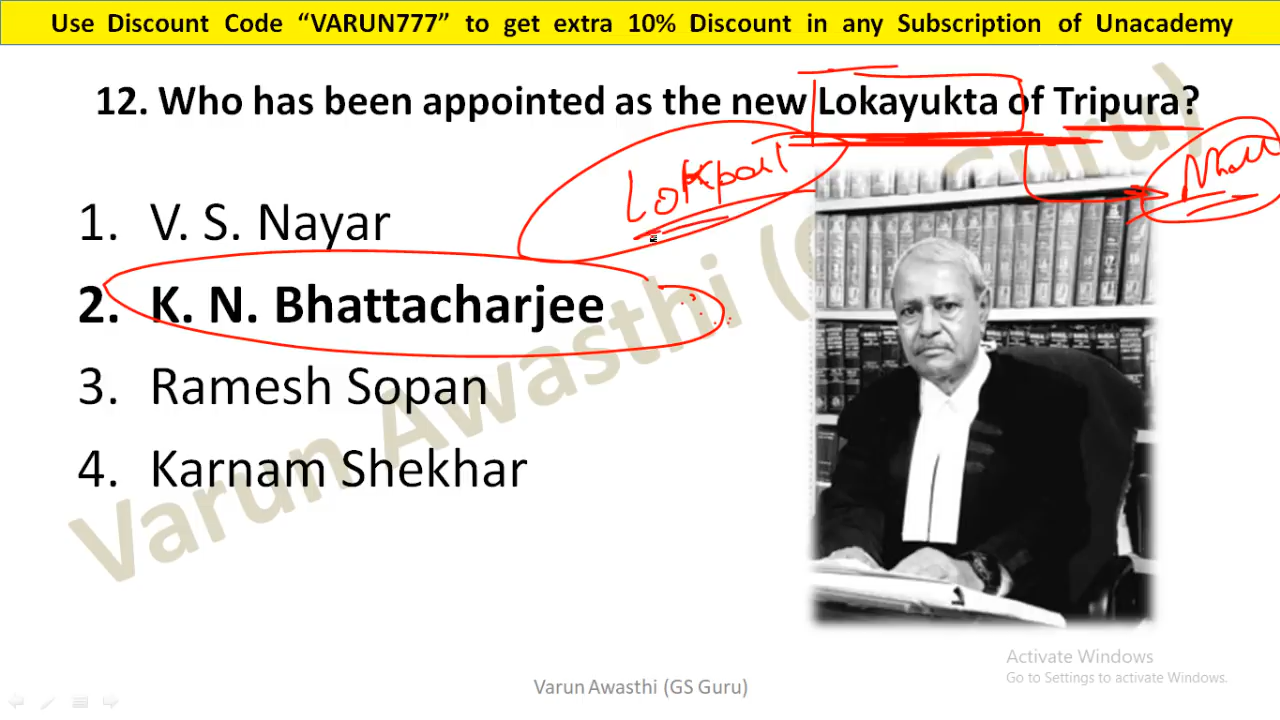 Use Discount Code “VARUN777” to get extra 10% Discount in any Subscription of Unacademy
12. Who has been appointed as the new Lokayukta of Tripura?
Lokpal
1. V. S. Nayar
2. K. N. Bhattacharjee
3. Ramesh Sopan
4. Karnam Shekhar
Varun Awasthi (GS Guru)
Activate Windows
Go to Settings to activate Windows.
Varun Awasthi (GS Guru)